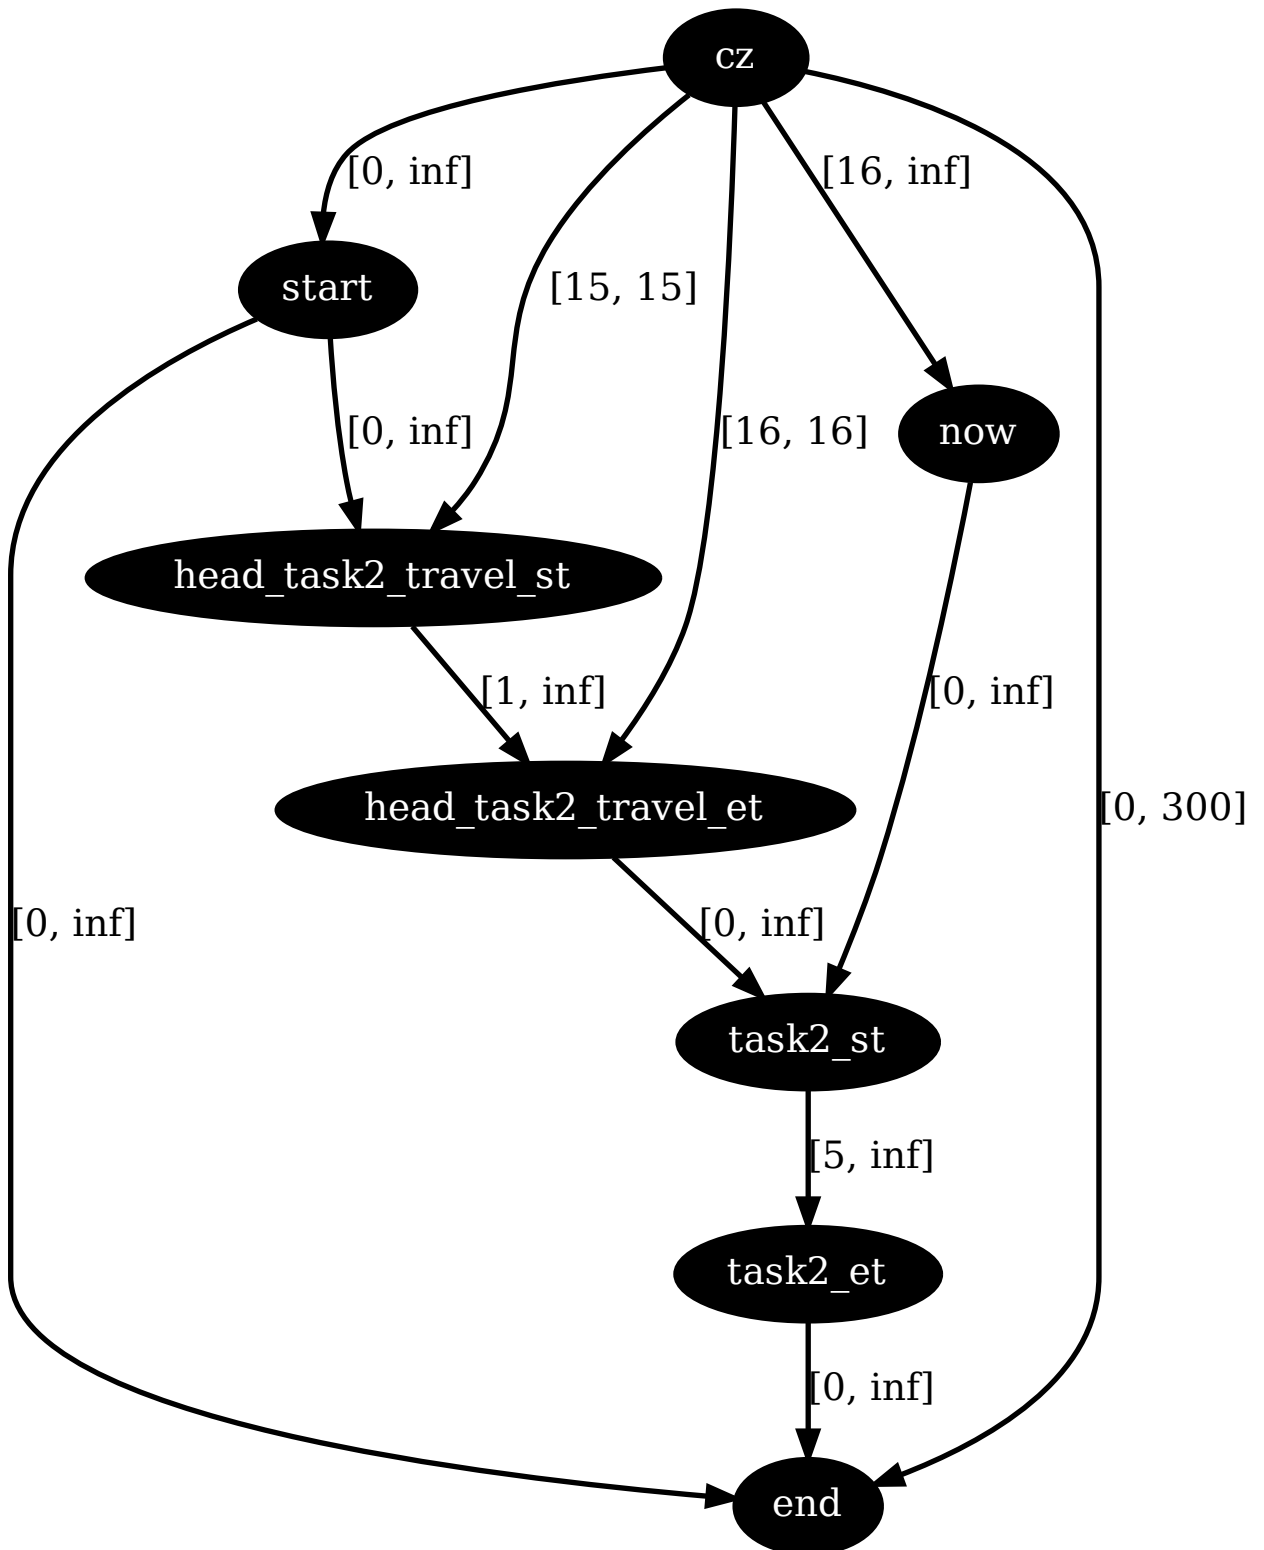 cz
[0, inf]
[16, inf]
start
[15, 15]
[0, inf]
[16, 16]
now
head_task2_travel_st
[1, inf]
[0, inf]
head_task2_travel_et
[0, 300]
[0, inf]
[0, inf]
task2_st
[5, inf]
task2_et
[0, inf]
end